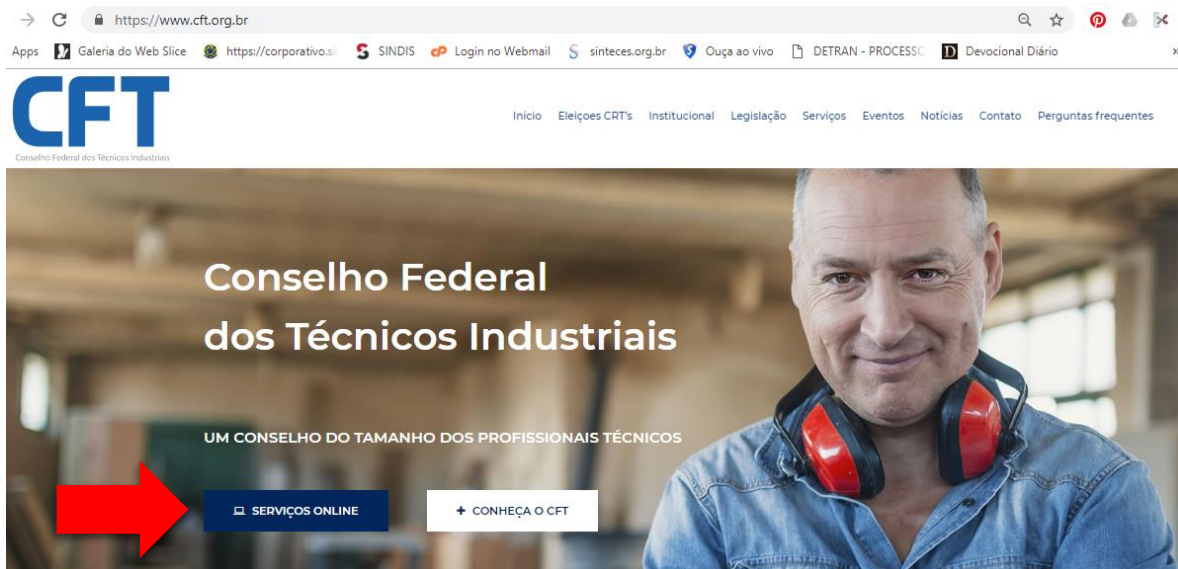 https://www.cft.org.br
Apps Galeria do Web Slice https://corporativo.si SINDIS Login no Webmail sinteces.org.br Ouça ao vivo DETRAN - PROCESSO Devocional Diário »
CFT
Conselho Federal dos Técnicos Industriais
Início Eleiçoes CRT's Institucional Legislação Serviços Eventos Notícias Contato Perguntas frequentes
Conselho Federal
dos Técnicos Industriais
UM CONSELHO DO TAMANHO DOS PROFISSIONAIS TÉCNICOS
SERVIÇOS ONLINE + CONHEÇA O CFT